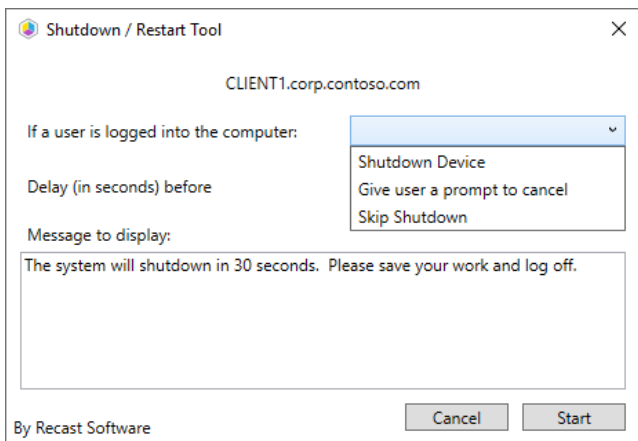 Shutdown / Restart Tool
CLIENT1.corp.contoso.com
If a user is logged into the computer:
Shutdown Device
Give user a prompt to cancel
Skip Shutdown
Delay (in seconds) before
Message to display:
The system will shutdown in 30 seconds.  Please save your work and log off.
Cancel
Start
By Recast Software